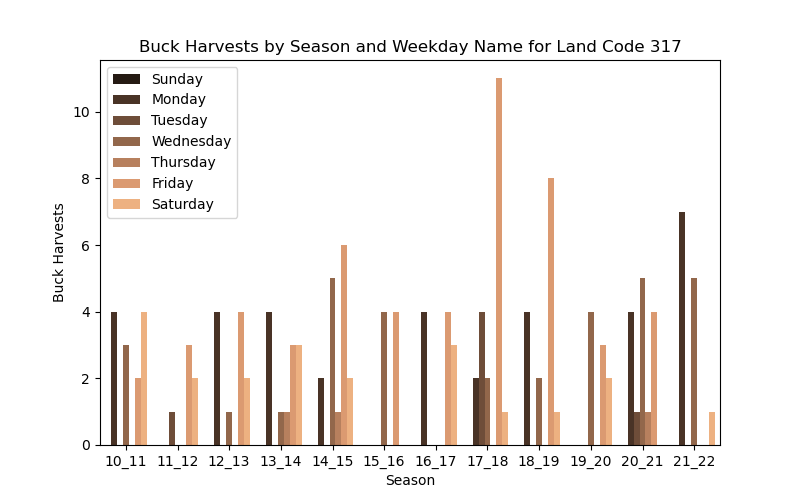 Buck Harvests by Season and Weekday Name for Land Code 317
Sunday
Monday
Tuesday
Wednesday
Thursday
Friday
Saturday
Buck Harvests
10
8
6
4
2
0
10_11 11_12 12_13 13_14 14_15 15_16 16_17 17_18 18_19 19_20 20_21 21_22
Season